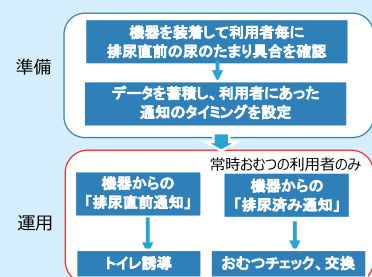 準備
機器を装着して利用者毎に
排尿直前の尿のたまり具合を確認
データを蓄積し、利用者にあった
通知のタイミングを設定
運用
常時おむつの利用者のみ
機器からの
「排尿直前通知」
トイレ誘導
機器からの
「排尿済み通知」
おむつチェック、交換